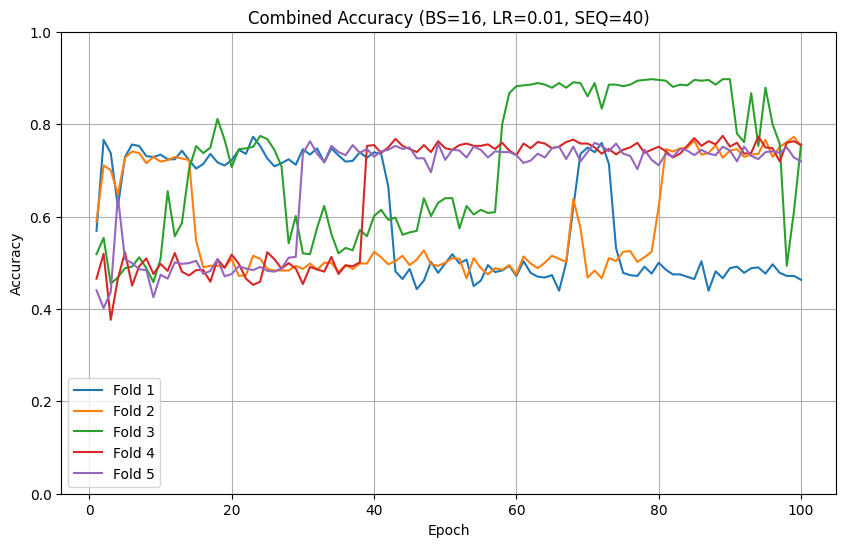 Combined Accuracy (BS=16, LR=0.01, SEQ=40)
Accuracy
1.0
0.8
0.6
0.4
0.2
0.0
Fold 1
Fold 2
Fold 3
Fold 4
Fold 5
0 20 40 60 80 100
Epoch